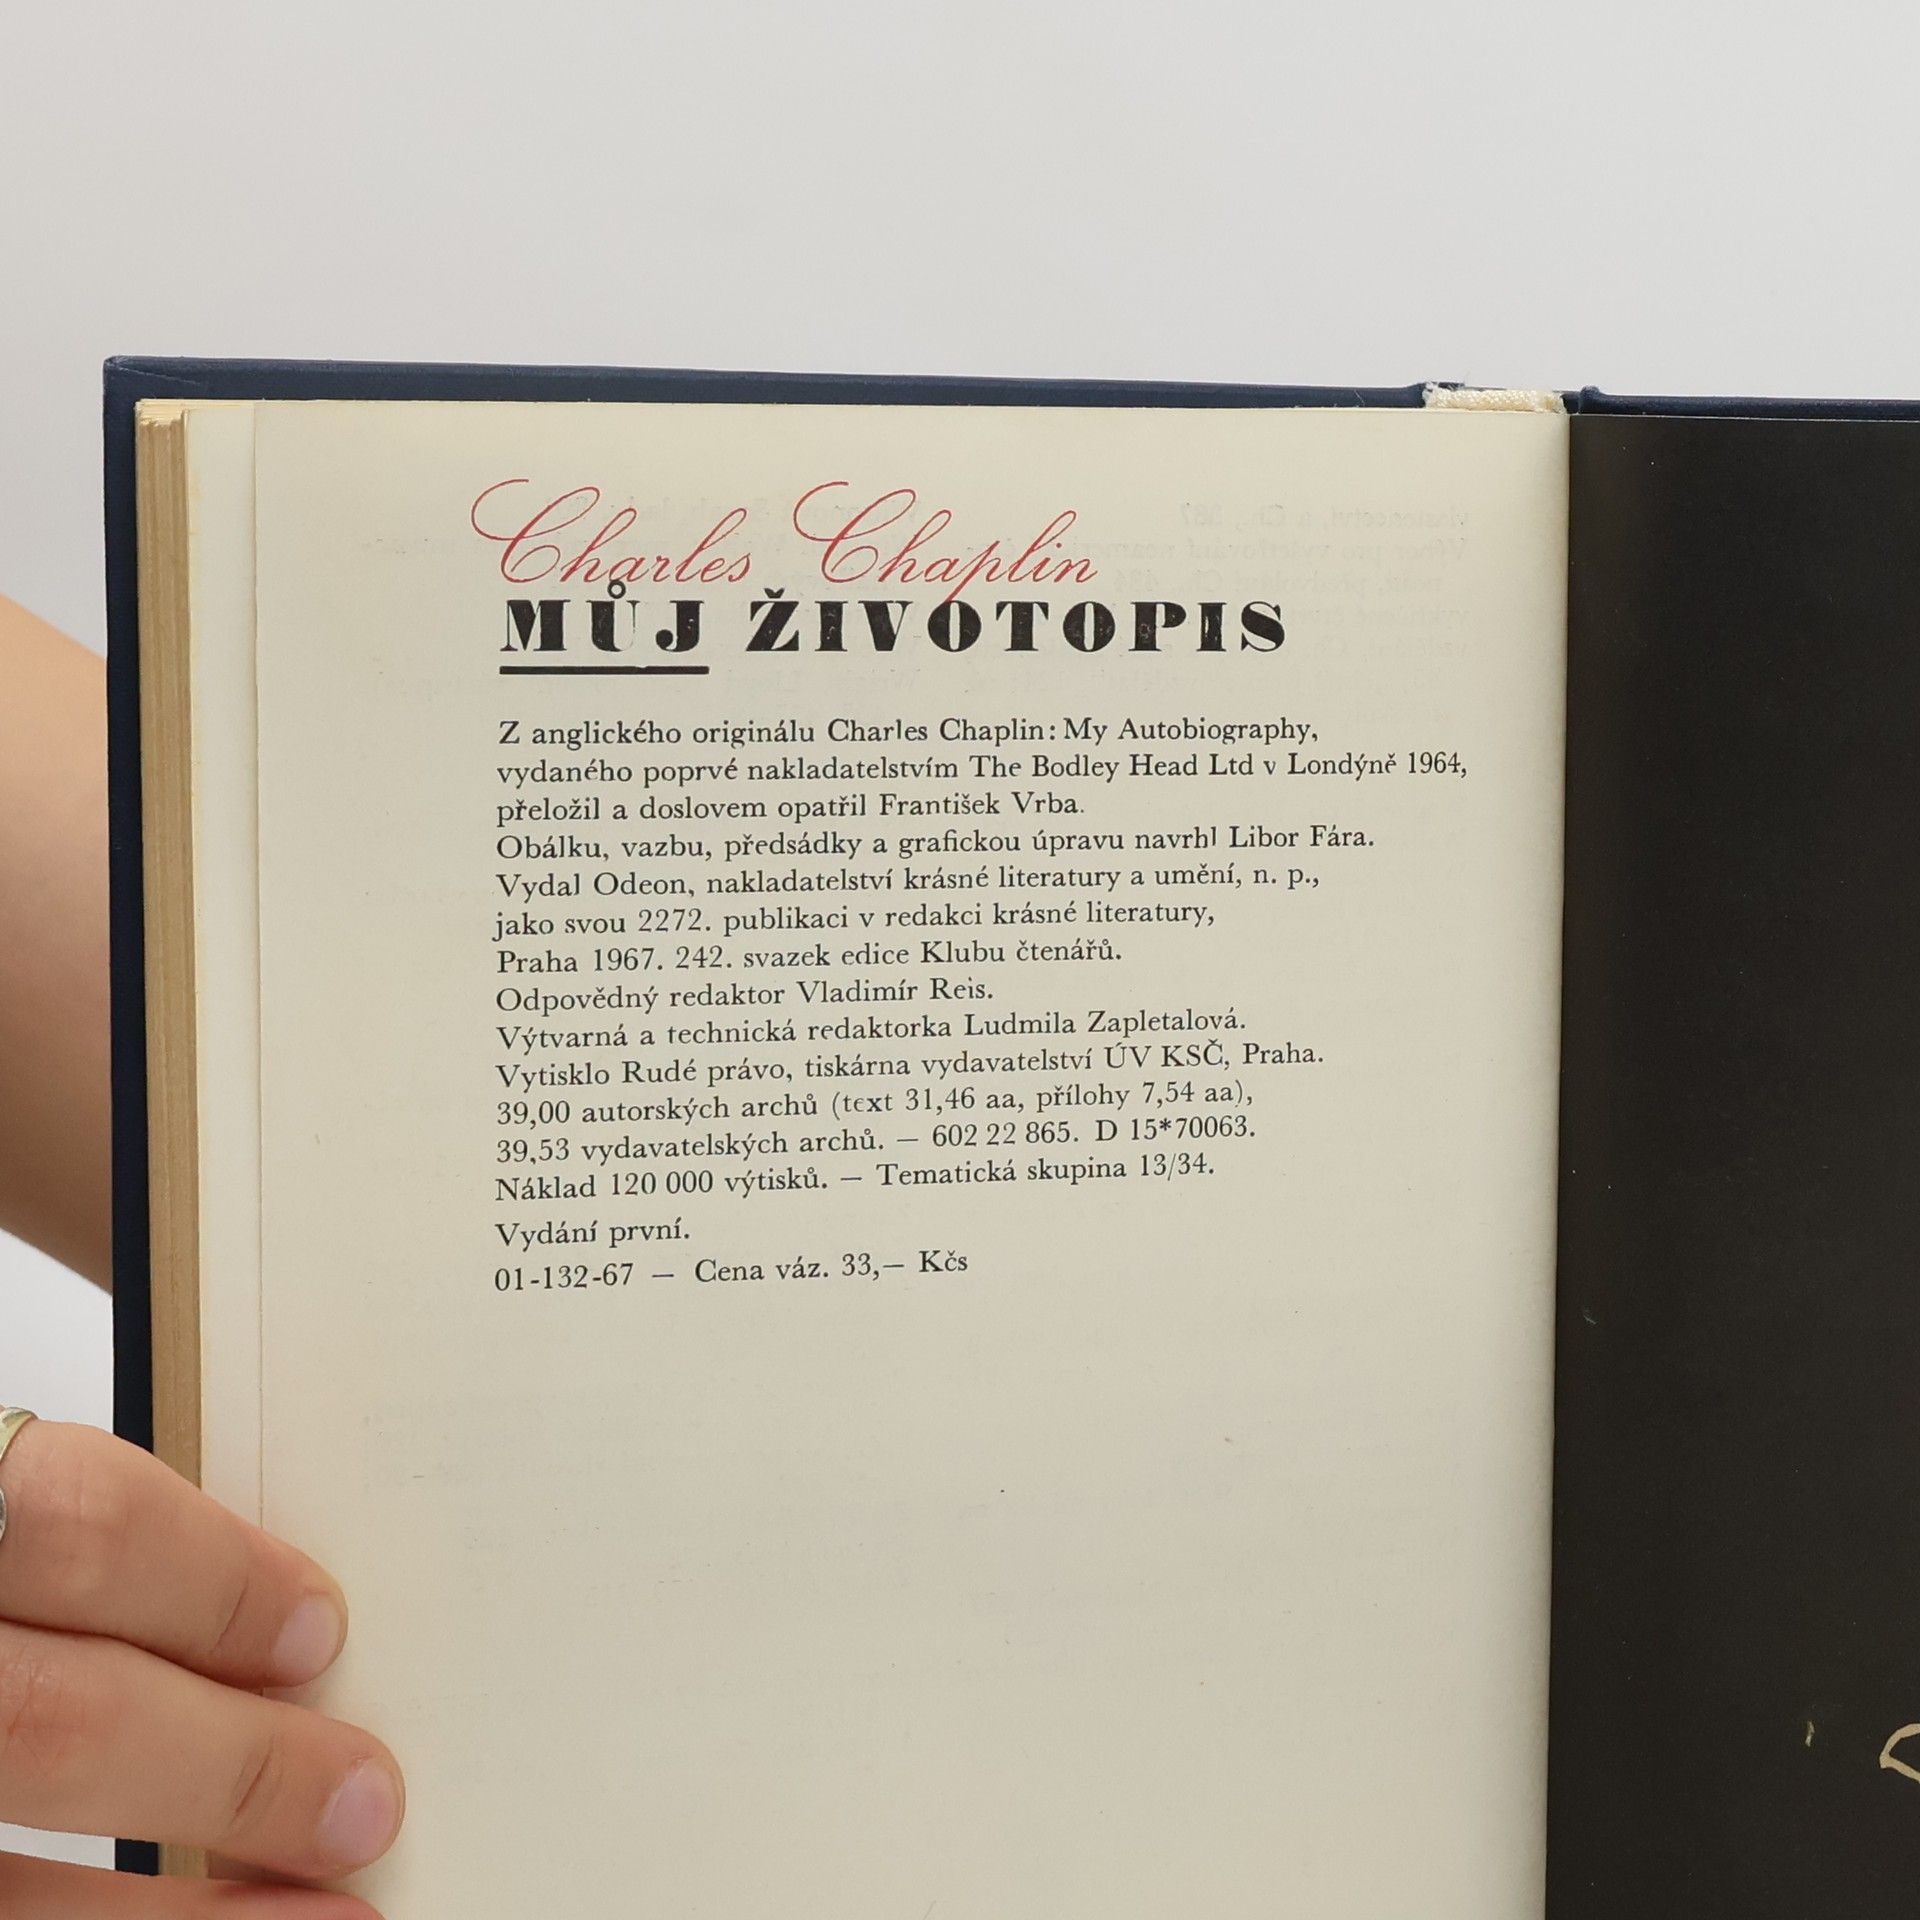 Charles Chaplin
MŮJ ŽIVOTOPIS
Z anglického originálu Charles Chaplin: My Autobiography,
vydaného poprvé nakladatelstvím The Bodley Head Ltd v Londýně 1964,
přeložil a doslovem opatřil František Vrba.
Obálku, vazbu, předsádky a grafickou úpravu navrhl Libor Fára.
Vydal Odeon, nakladatelství krásné literatury a umění, n. p.,
jako svou 2272. publikaci v redakci krásné literatury,
Praha 1967. 242. svazek edice Klubu čtenářů.
Odpovědný redaktor Vladimír Reis.
Výtvarná a technická redaktorka Ludmila Zapletalová.
Vytisklo Rudé právo, tiskárna vydavatelství ÚV KSČ, Praha.
39,00 autorských archů (text 31,46 aa, přílohy 7,54 aa),
39,53 vydavatelských archů. — 602 22 865. D 15*70063.
Náklad 120 000 výtisků. — Tematická skupina 13/34.
Vydání první.
01-132-67 — Cena váz. 33,— Kčs